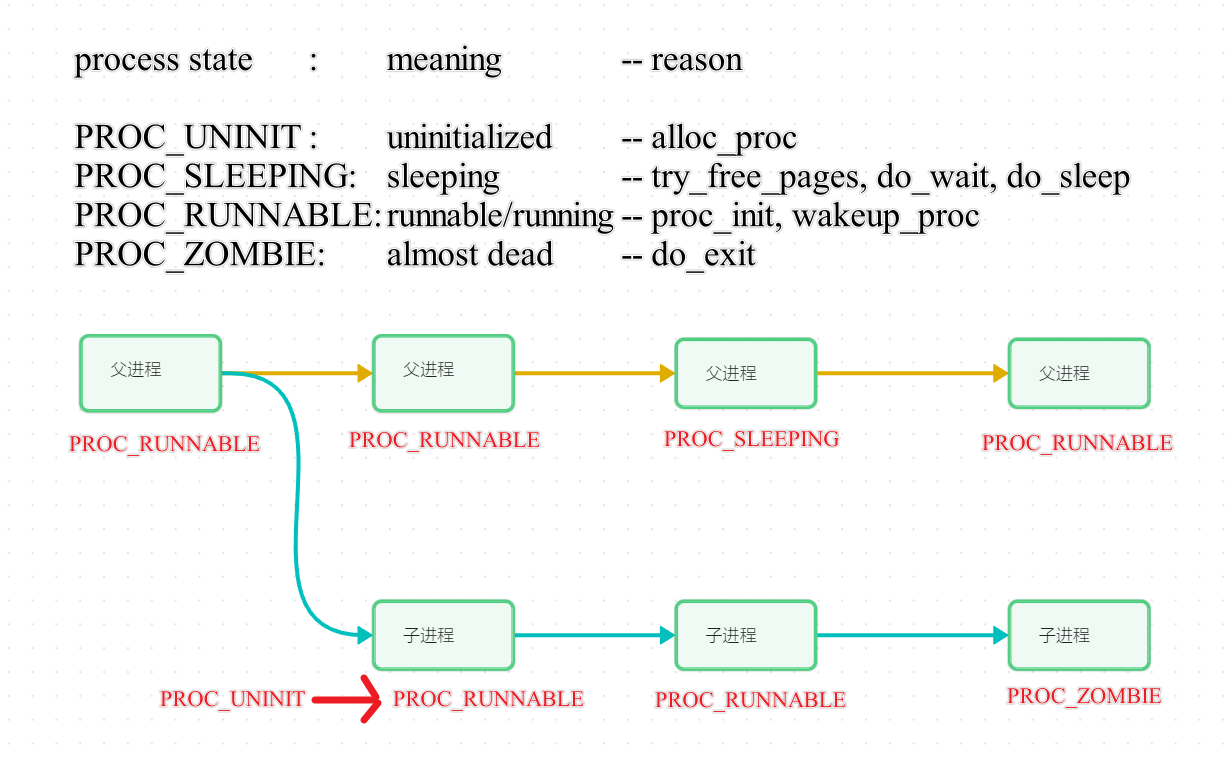 process state : meaning -- reason
PROC_UNINIT : uninitialized -- alloc_proc
PROC_SLEEPING: sleeping -- try_free_pages, do_wait, do_sleep
PROC_RUNNABLE: runnable/running -- proc_init, wakeup_proc
PROC_ZOMBIE: almost dead -- do_exit
父进程 父进程 父进程 父进程
PROC_RUNNABLE PROC_RUNNABLE PROC_SLEEPING PROC_RUNNABLE
子进程 子进程 子进程
PROC_UNINIT PROC_RUNNABLE PROC_RUNNABLE PROC_ZOMBIE